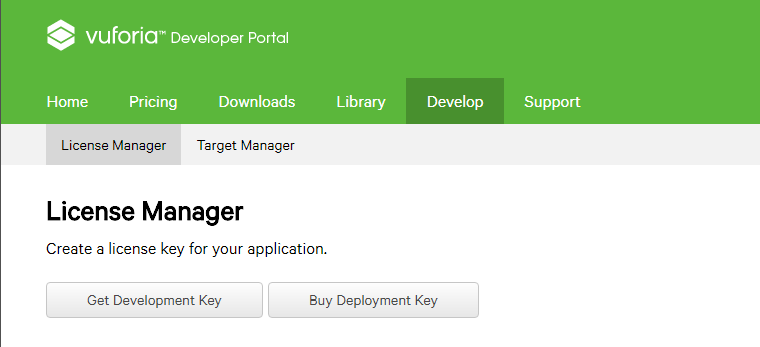 vuforia™ Developer Portal
Home Pricing Downloads Library Develop Support
License Manager Target Manager
License Manager
Create a license key for your application.
Get Development Key Buy Deployment Key